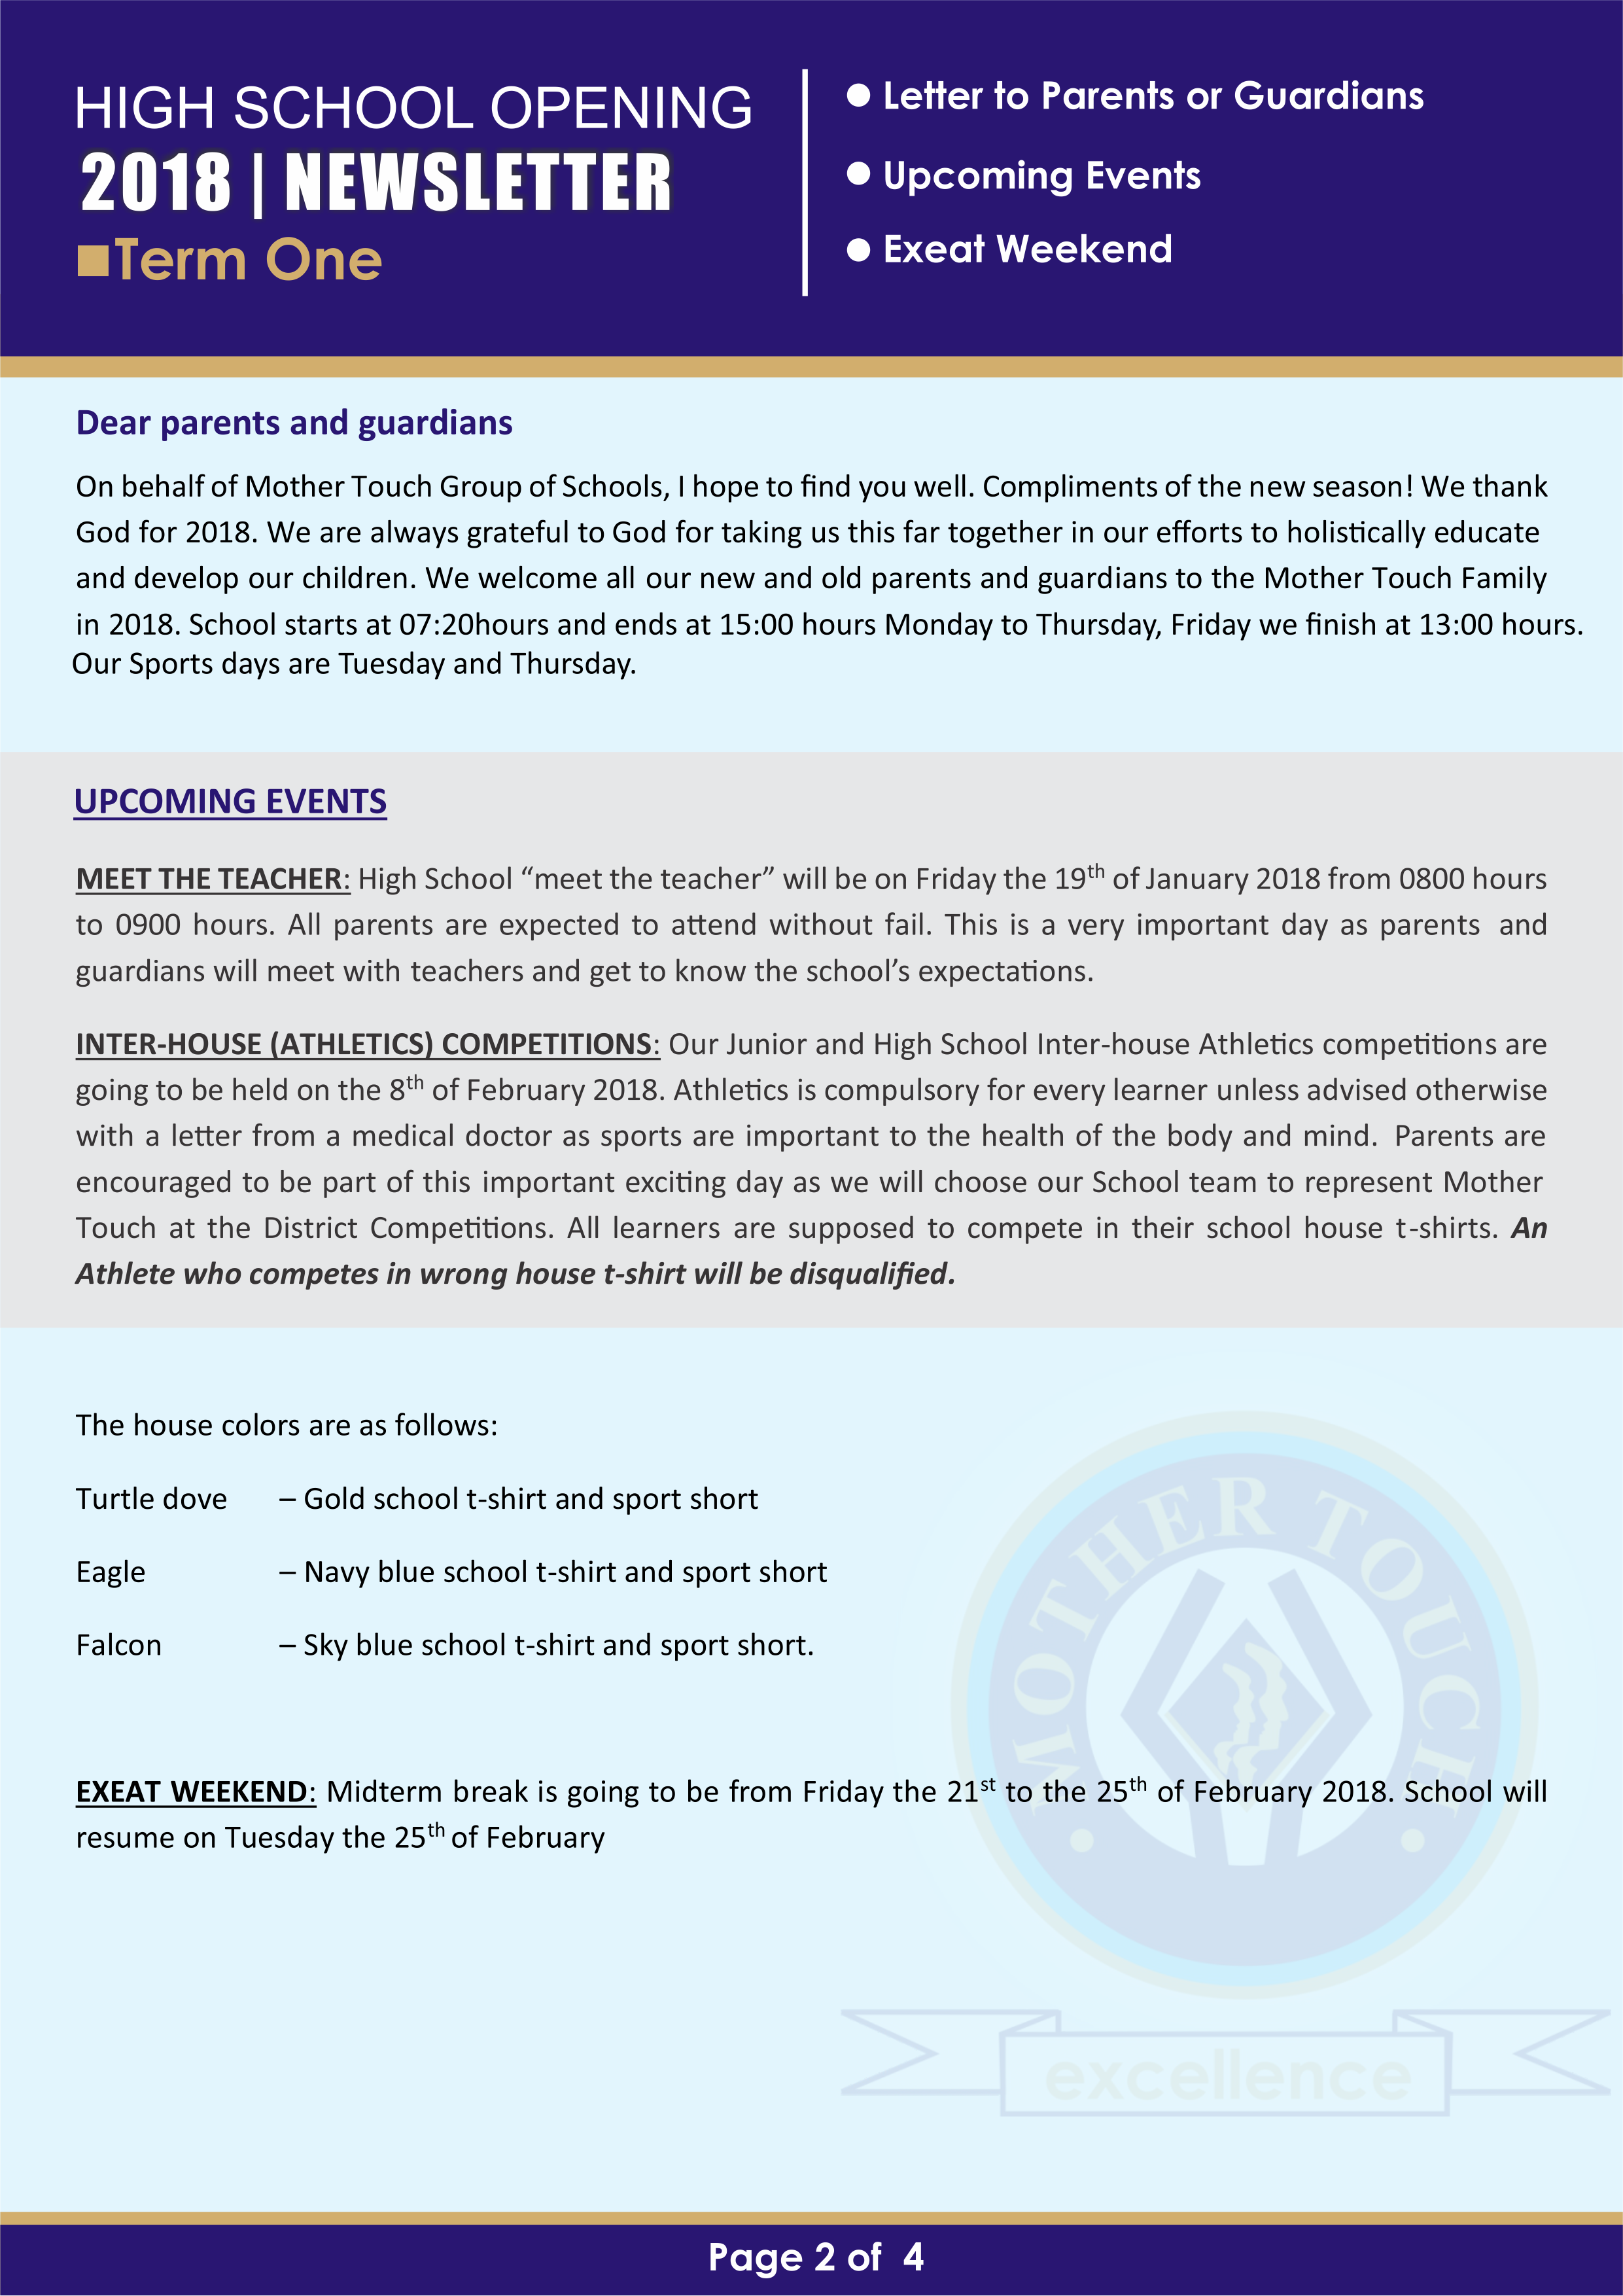 HIGH SCHOOL OPENING
2018 | NEWSLETTER
■Term One
● Letter to Parents or Guardians
● Upcoming Events
● Exeat Weekend
Dear parents and guardians
On behalf of Mother Touch Group of Schools, I hope to find you well. Compliments of the new season! We thank
God for 2018. We are always grateful to God for taking us this far together in our efforts to holistically educate
and develop our children. We welcome all our new and old parents and guardians to the Mother Touch Family
in 2018. School starts at 07:20hours and ends at 15:00 hours Monday to Thursday, Friday we finish at 13:00 hours.
Our Sports days are Tuesday and Thursday.
UPCOMING EVENTS
MEET THE TEACHER: High School “meet the teacher” will be on Friday the 19th of January 2018 from 0800 hours
to 0900 hours. All parents are expected to attend without fail. This is a very important day as parents and
guardians will meet with teachers and get to know the school’s expectations.
INTER-HOUSE (ATHLETICS) COMPETITIONS: Our Junior and High School Inter-house Athletics competitions are
going to be held on the 8th of February 2018. Athletics is compulsory for every learner unless advised otherwise
with a letter from a medical doctor as sports are important to the health of the body and mind. Parents are
encouraged to be part of this important exciting day as we will choose our School team to represent Mother
Touch at the District Competitions. All learners are supposed to compete in their school house t-shirts. An
Athlete who competes in wrong house t-shirt will be disqualified.
The house colors are as follows:
Turtle dove – Gold school t-shirt and sport short
Eagle – Navy blue school t-shirt and sport short
Falcon – Sky blue school t-shirt and sport short.
EXEAT WEEKEND: Midterm break is going to be from Friday the 21st to the 25th of February 2018. School will
resume on Tuesday the 25th of February
MOTHER TOUCH
excellence
Page 2 of 4